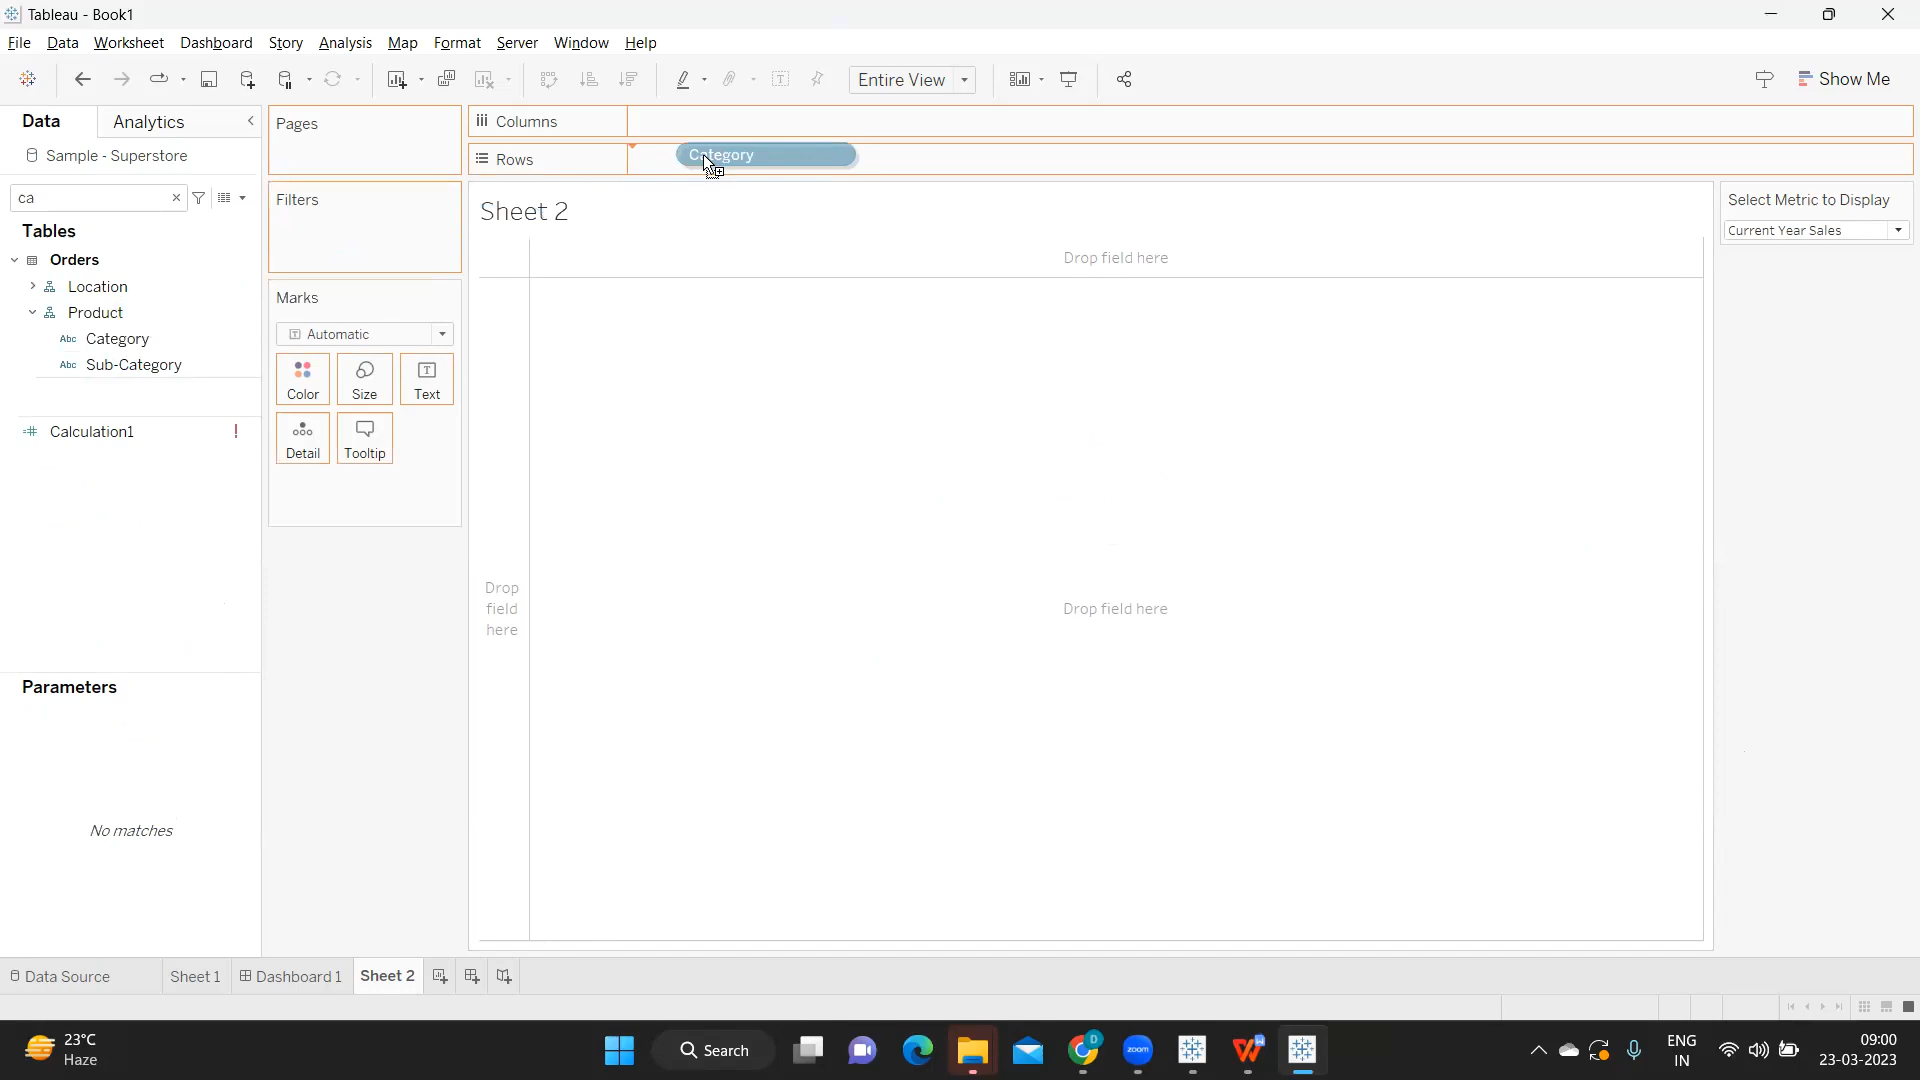 Tableau - Book1
File Data Worksheet Dashboard Story Analysis Map Format Server Window Help
Entire View
Show Me
Data
Analytics
Sample - Superstore
ca
Tables
Orders
Location
Product
Abc Category
Abc Sub-Category
Calculation1 !
Parameters
No matches
Pages
Filters
Marks
Automatic
Color
Size
Text
Detail
Tooltip
Columns
Rows
Category
Sheet 2
Drop field here
Drop
field
here
Drop field here
Select Metric to Display
Current Year Sales
Data Source
Sheet 1
Dashboard 1
Sheet 2
23°C
Haze
Search
D
zoom
ENG
IN
09:00
23-03-2023